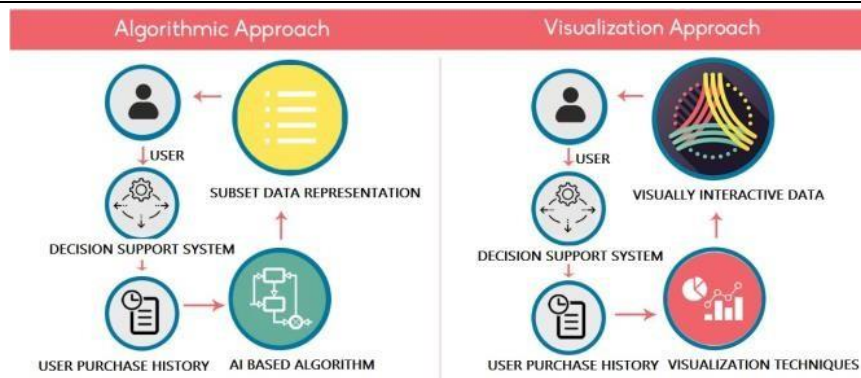 Algorithmic Approach
USER
SUBSET DATA REPRESENTATION
DECISION SUPPORT SYSTEM
USER PURCHASE HISTORY
AI BASED ALGORITHM
Visualization Approach
USER
VISUALLY INTERACTIVE DATA
DECISION SUPPORT SYSTEM
USER PURCHASE HISTORY
VISUALIZATION TECHNIQUES